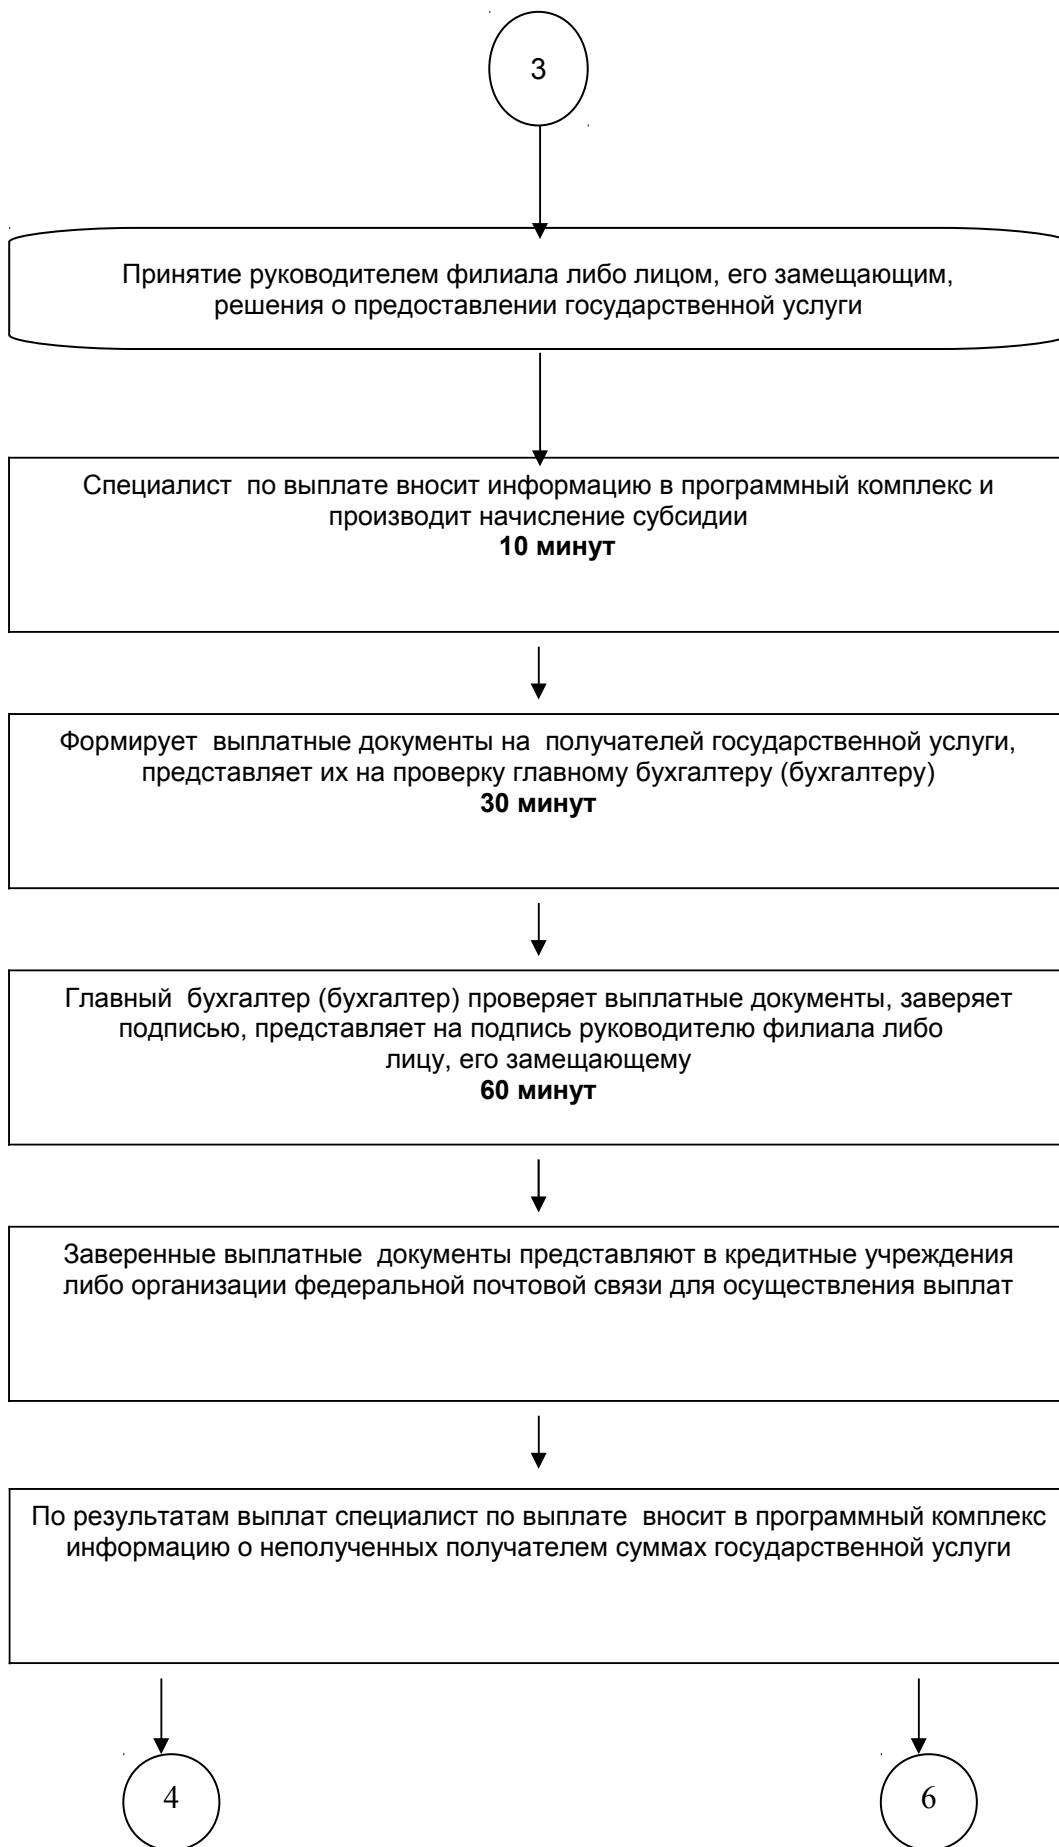 3
Принятие руководителем филиала либо лицом, его замещающим,
решения о предоставлении государственной услуги
Специалист  по выплате вносит информацию в программный комплекс и
производит начисление субсидии
10 минут
Формирует  выплатные документы на  получателей государственной услуги,
представляет их на проверку главному бухгалтеру (бухгалтеру)
30 минут
Главный  бухгалтер (бухгалтер) проверяет выплатные документы, заверяет
подписью, представляет на подпись руководителю филиала либо
лицу, его замещающему
60 минут
Заверенные выплатные  документы представляют в кредитные учреждения
либо организации федеральной почтовой связи для осуществления выплат
По результатам выплат специалист по выплате  вносит в программный комплекс
информацию о неполученных получателем суммах государственной услуги
4
6